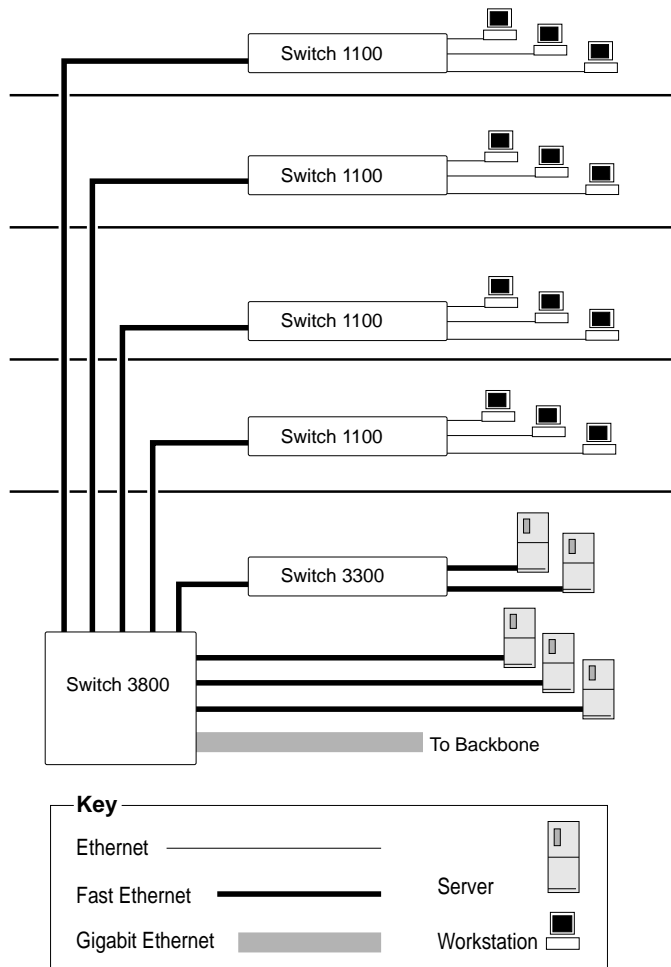 Switch 1100
Switch 1100
Switch 1100
Switch 1100
Switch 3300
Switch 3800
To Backbone
Key
Ethernet
Fast Ethernet
Gigabit Ethernet
Server
Workstation